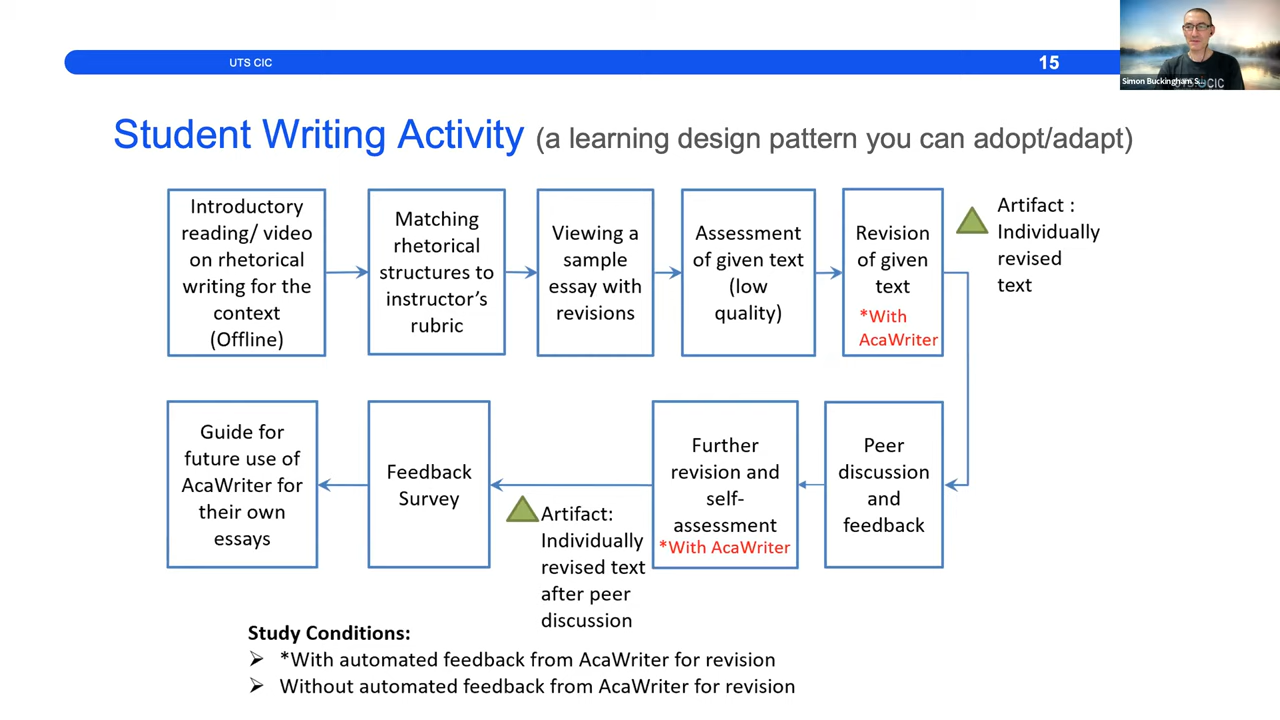 UTS CIC
15
Simon Buckingham S...
UTS CIC
Student Writing Activity (a learning design pattern you can adopt/adapt)
Introductory
reading/ video
on rhetorical
writing for the
context
(Offline)
Matching
rhetorical
structures to
instructor’s
rubric
Viewing a
sample
essay with
revisions
Assessment
of given text
(low
quality)
Revision
of given
text
*With
AcaWriter
Artifact :
Individually
revised
text
Peer
discussion
and
feedback
Further
revision and
self-
assessment
*With AcaWriter
Artifact:
Individually
revised text
after peer
discussion
Feedback
Survey
Guide for
future use of
AcaWriter for
their own
essays
Study Conditions:
➢ *With automated feedback from AcaWriter for revision
➢ Without automated feedback from AcaWriter for revision